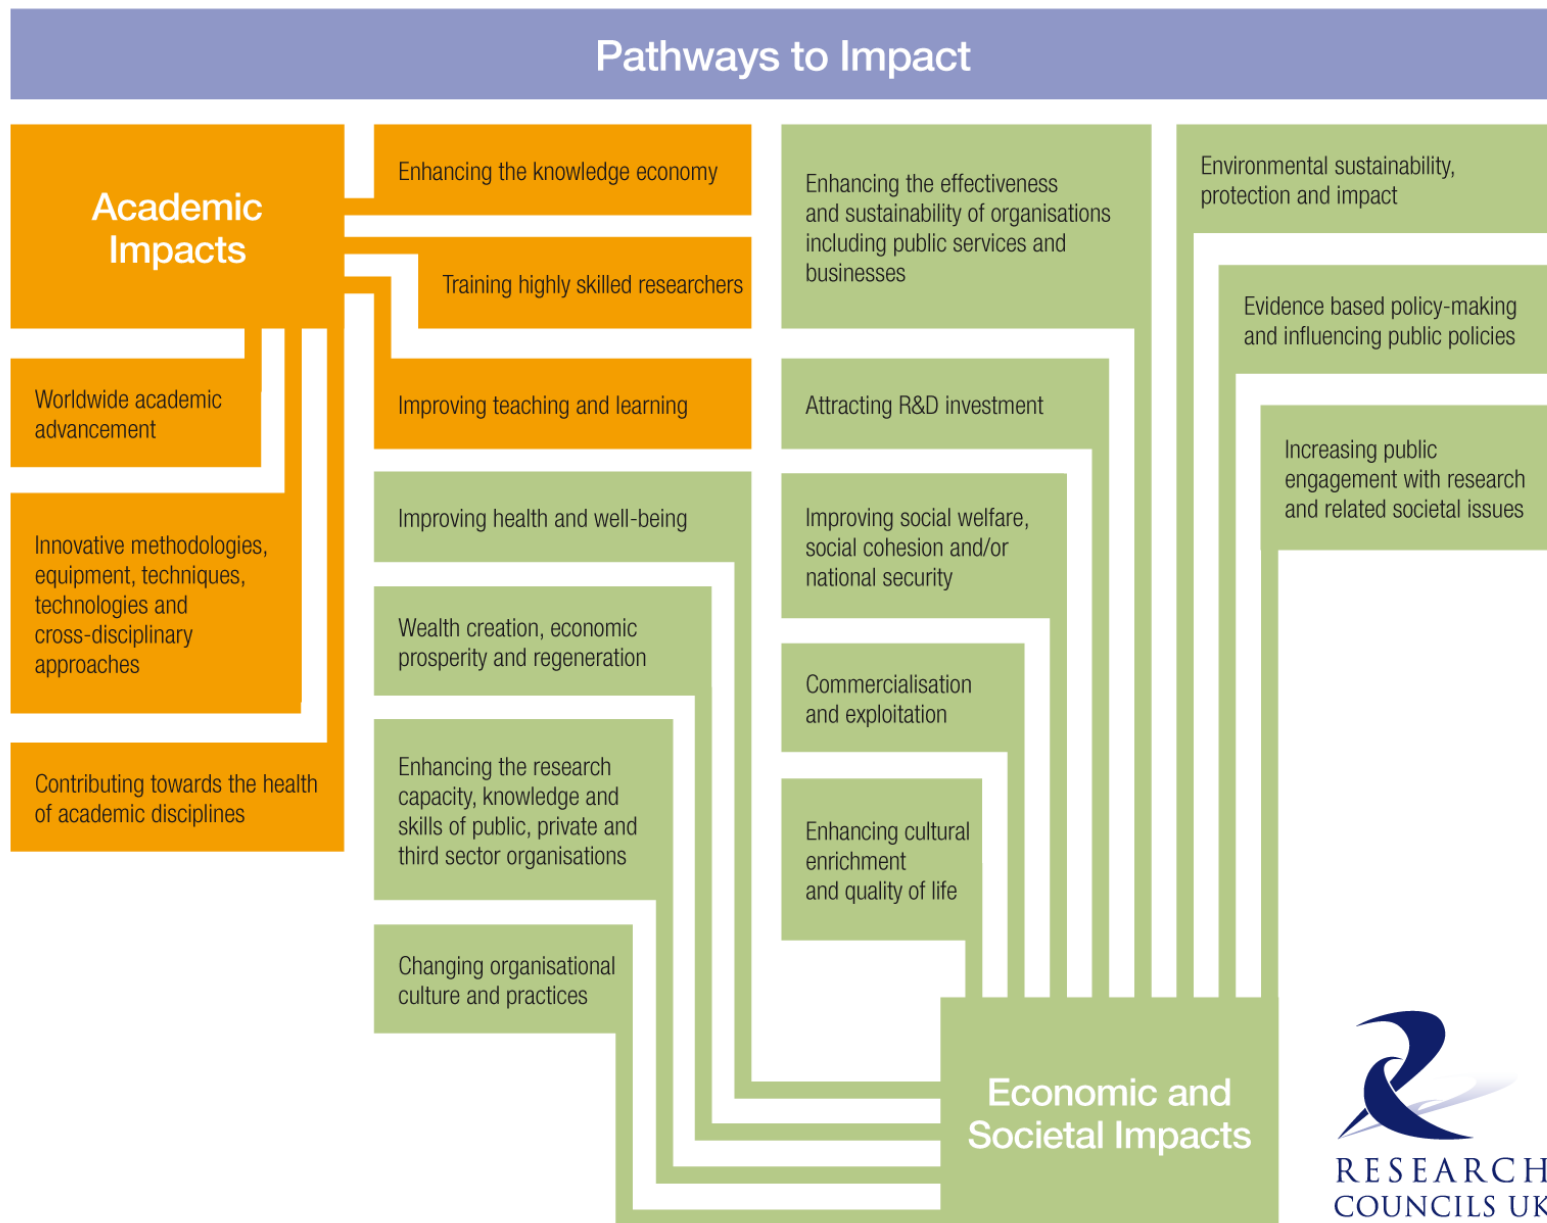 Pathways to Impact
Academic
Impacts
Enhancing the knowledge economy
Training highly skilled researchers
Improving teaching and learning
Worldwide academic
advancement
Innovative methodologies,
equipment, techniques,
technologies and
cross-disciplinary
approaches
Contributing towards the health
of academic disciplines
Improving health and well-being
Wealth creation, economic
prosperity and regeneration
Enhancing the research
capacity, knowledge and
skills of public, private and
third sector organisations
Changing organisational
culture and practices
Enhancing the effectiveness
and sustainability of organisations
including public services and
businesses
Attracting R&D investment
Improving social welfare,
social cohesion and/or
national security
Commercialisation
and exploitation
Enhancing cultural
enrichment
and quality of life
Environmental sustainability,
protection and impact
Evidence based policy-making
and influencing public policies
Increasing public
engagement with research
and related societal issues
Economic and
Societal Impacts
RESEARCH
COUNCILS UK